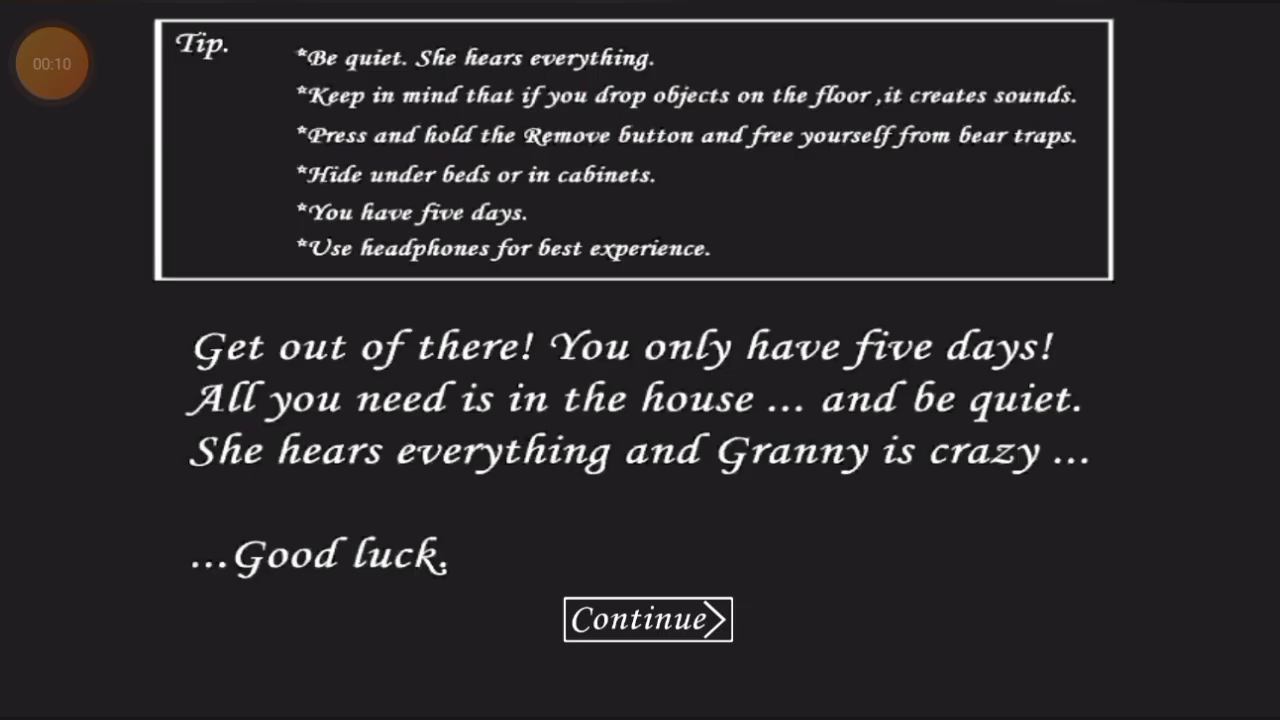 00:10
Tip.
*Be quiet. She hears everything.
*Keep in mind that if you drop objects on the floor ,it creates sounds.
*Press and hold the Remove button and free yourself from bear traps.
*Hide under beds or in cabinets.
*You have five days.
*Use headphones for best experience.
Get out of there! You only have five days!
All you need is in the house ... and be quiet.
She hears everything and Granny is crazy ...
...Good luck.
Continue>